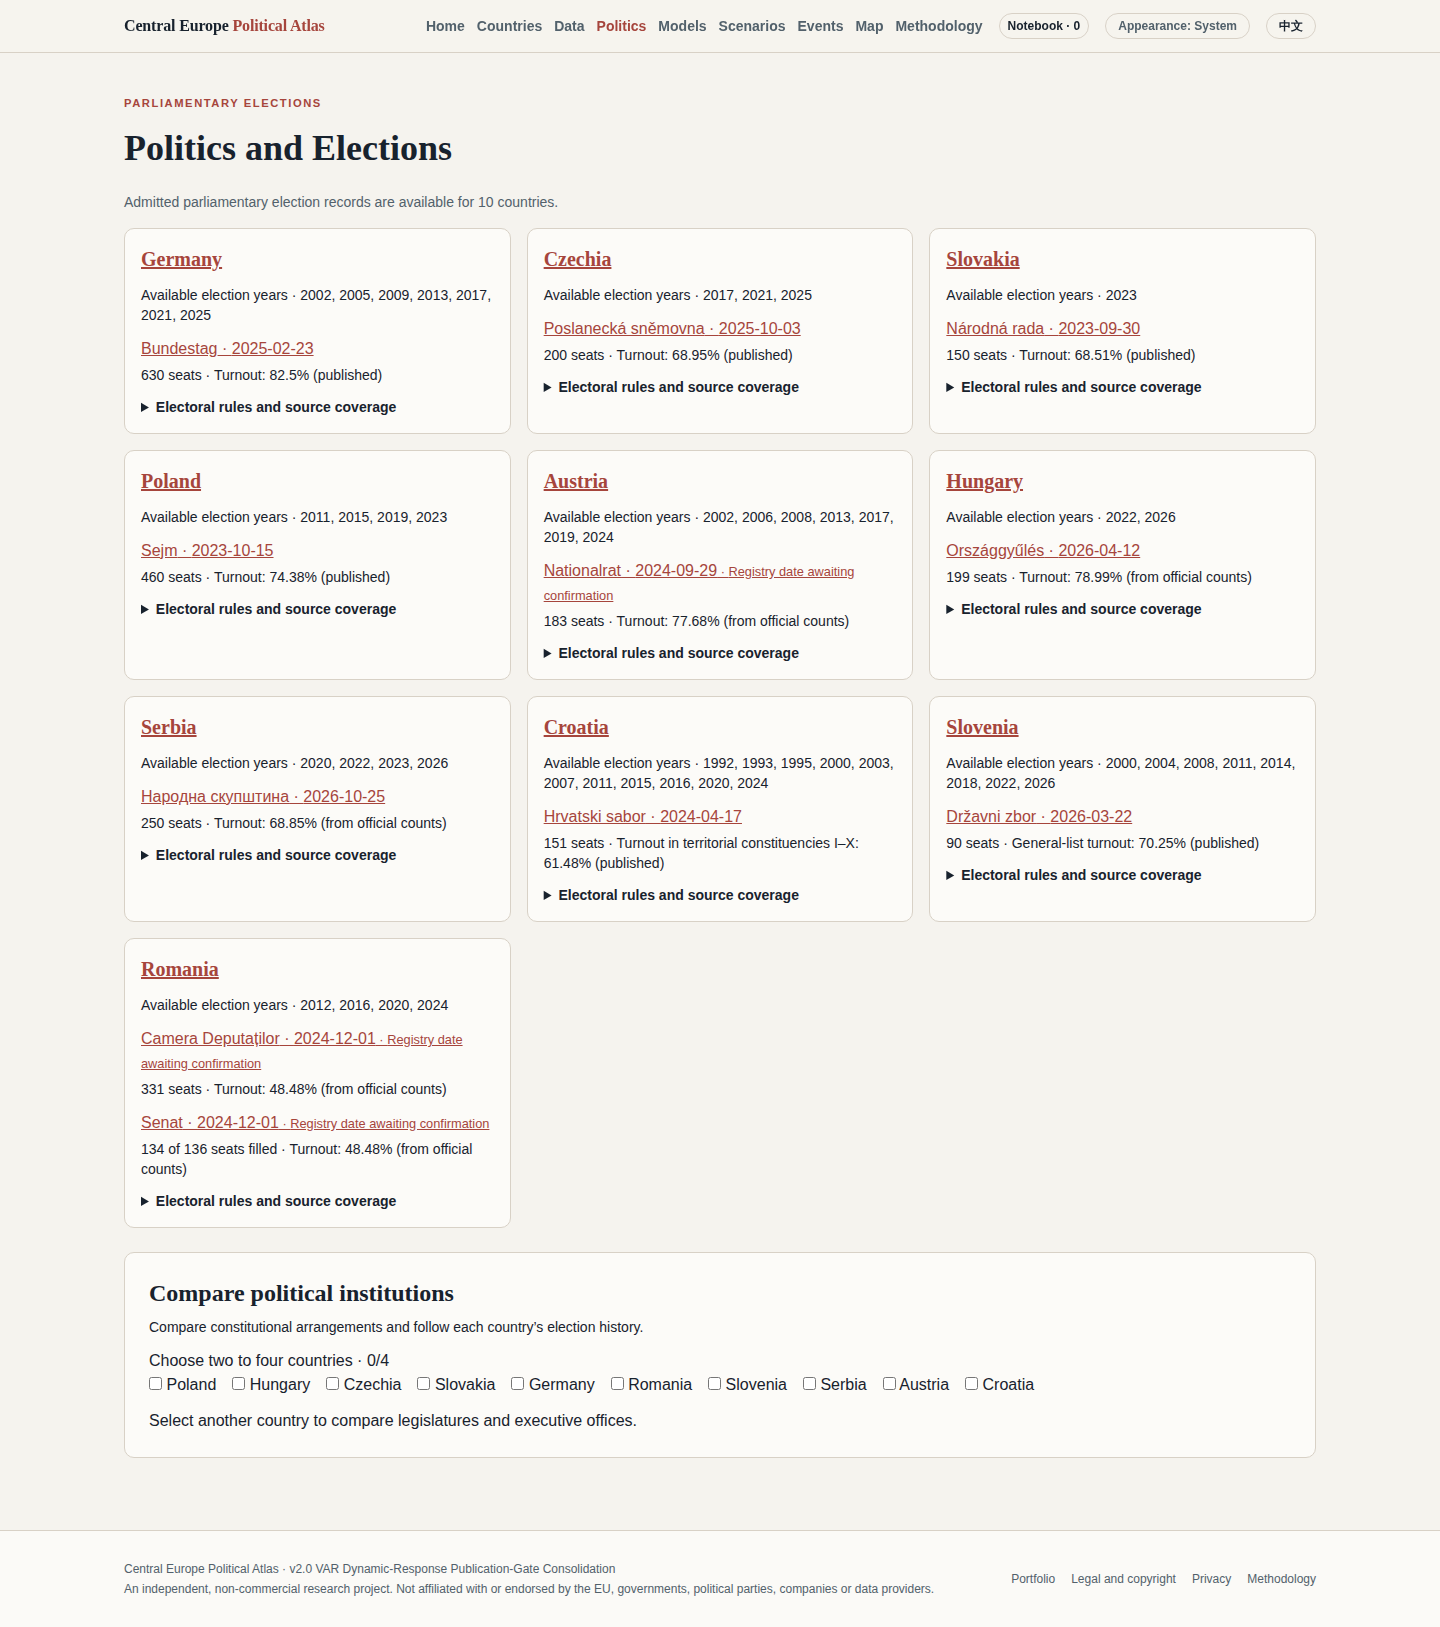 Central Europe Political Atlas
Home Countries Data Politics Models Scenarios Events Map Methodology Notebook · 0 Appearance: System 中文
PARLIAMENTARY ELECTIONS
Politics and Elections
Admitted parliamentary election records are available for 10 countries.
Germany
Available election years · 2002, 2005, 2009, 2013, 2017,
2021, 2025
Bundestag · 2025-02-23
630 seats · Turnout: 82.5% (published)
▶ Electoral rules and source coverage
Czechia
Available election years · 2017, 2021, 2025
Poslanecká sněmovna · 2025-10-03
200 seats · Turnout: 68.95% (published)
▶ Electoral rules and source coverage
Slovakia
Available election years · 2023
Národná rada · 2023-09-30
150 seats · Turnout: 68.51% (published)
▶ Electoral rules and source coverage
Poland
Available election years · 2011, 2015, 2019, 2023
Sejm · 2023-10-15
460 seats · Turnout: 74.38% (published)
▶ Electoral rules and source coverage
Austria
Available election years · 2002, 2006, 2008, 2013, 2017,
2019, 2024
Nationalrat · 2024-09-29 · Registry date awaiting
confirmation
183 seats · Turnout: 77.68% (from official counts)
▶ Electoral rules and source coverage
Hungary
Available election years · 2022, 2026
Országgyűlés · 2026-04-12
199 seats · Turnout: 78.99% (from official counts)
▶ Electoral rules and source coverage
Serbia
Available election years · 2020, 2022, 2023, 2026
Народна скупштина · 2026-10-25
250 seats · Turnout: 68.85% (from official counts)
▶ Electoral rules and source coverage
Croatia
Available election years · 1992, 1993, 1995, 2000, 2003,
2007, 2011, 2015, 2016, 2020, 2024
Hrvatski sabor · 2024-04-17
151 seats · Turnout in territorial constituencies I–X:
61.48% (published)
▶ Electoral rules and source coverage
Slovenia
Available election years · 2000, 2004, 2008, 2011, 2014,
2018, 2022, 2026
Državni zbor · 2026-03-22
90 seats · General-list turnout: 70.25% (published)
▶ Electoral rules and source coverage
Romania
Available election years · 2012, 2016, 2020, 2024
Camera Deputaților · 2024-12-01 · Registry date
awaiting confirmation
331 seats · Turnout: 48.48% (from official counts)
Senat · 2024-12-01 · Registry date awaiting confirmation
134 of 136 seats filled · Turnout: 48.48% (from official
counts)
▶ Electoral rules and source coverage
Compare political institutions
Compare constitutional arrangements and follow each country’s election history.
Choose two to four countries · 0/4
Poland Hungary Czechia Slovakia Germany Romania Slovenia Serbia Austria Croatia
Select another country to compare legislatures and executive offices.
Central Europe Political Atlas · v2.0 VAR Dynamic-Response Publication-Gate Consolidation
An independent, non-commercial research project. Not affiliated with or endorsed by the EU, governments, political parties, companies or data providers.
Portfolio Legal and copyright Privacy Methodology